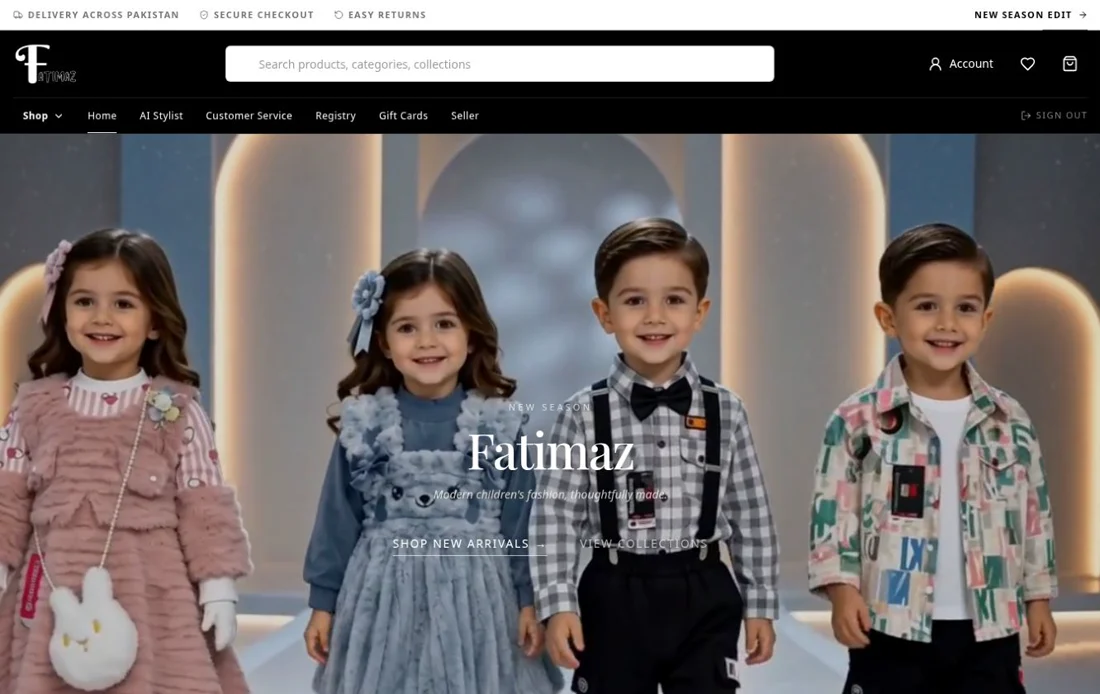 DELIVERY ACROSS PAKISTAN
SECURE CHECKOUT
EASY RETURNS
NEW SEASON EDIT →
FATIMAZ
Search products, categories, collections
Account
Shop
Home
AI Stylist
Customer Service
Registry
Gift Cards
Seller
SIGN OUT
NEW SEASON
Fatimaz
Modern children's fashion, thoughtfully made.
SHOP NEW ARRIVALS →
VIEW COLLECTIONS